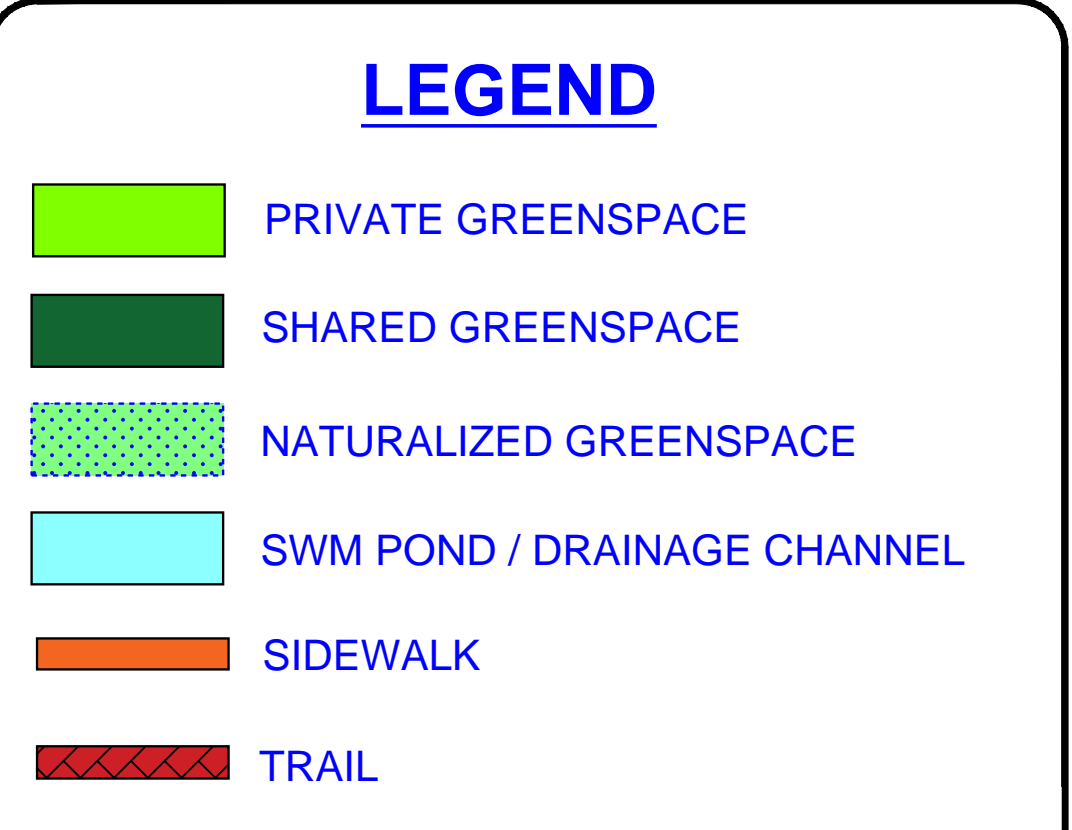 LEGEND
PRIVATE GREENSPACE
SHARED GREENSPACE
NATURALIZED GREENSPACE
SWM POND / DRAINAGE CHANNEL
SIDEWALK
TRAIL